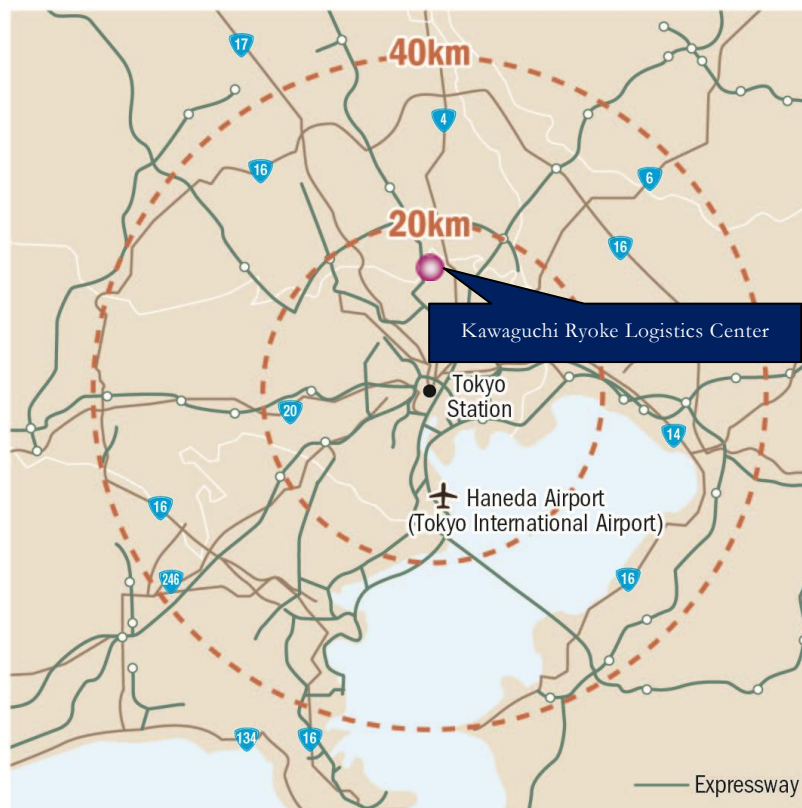 17
40km
4
16
6
20km
16
Kawaguchi Ryoke Logistics Center
Tokyo
Station
20
14
Haneda Airport
(Tokyo International Airport)
16
246
16
134
16
Expressway